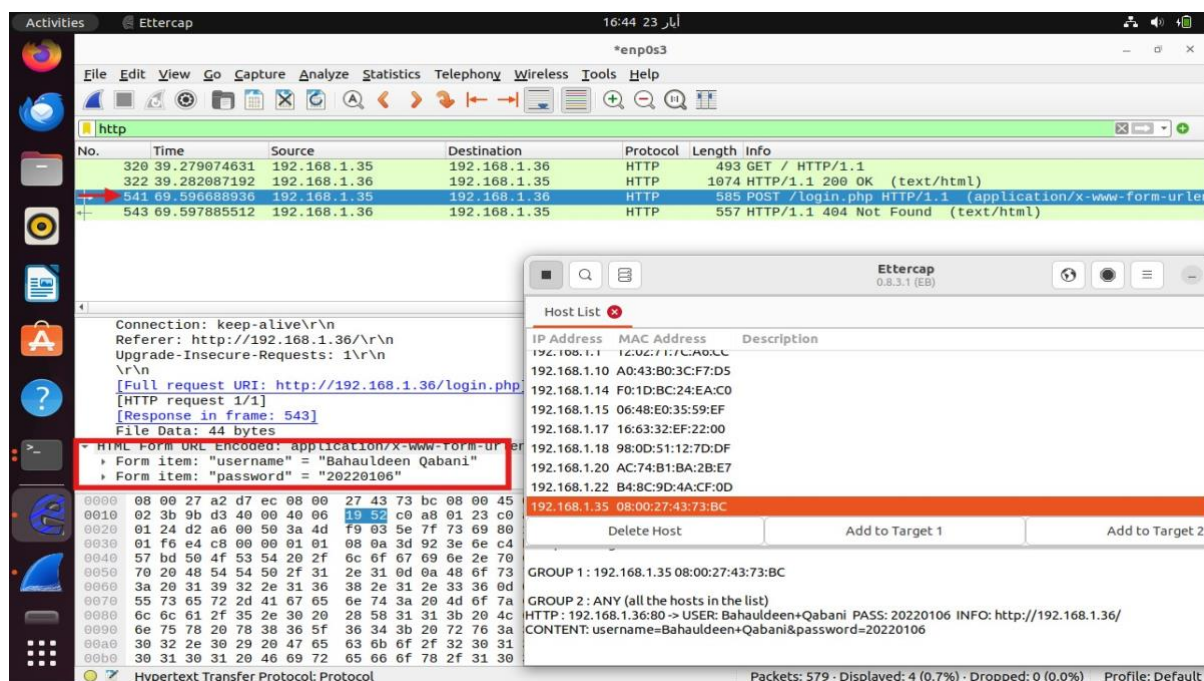 Activities Ettercap 16:44 23 أيار
*enp0s3
File Edit View Go Capture Analyze Statistics Telephony Wireless Tools Help
http
No. Time Source Destination Protocol Length Info
320 39.279074631 192.168.1.35 192.168.1.36 HTTP 493 GET / HTTP/1.1
322 39.282087192 192.168.1.36 192.168.1.35 HTTP 1074 HTTP/1.1 200 OK (text/html)
541 69.596688936 192.168.1.35 192.168.1.36 HTTP 585 POST /login.php HTTP/1.1 (application/x-www-form-urlen
543 69.597885512 192.168.1.36 192.168.1.35 HTTP 557 HTTP/1.1 404 Not Found (text/html)
Connection: keep-alive\r\n
Referer: http://192.168.1.36/\r\n
Upgrade-Insecure-Requests: 1\r\n
\r\n
[Full request URI: http://192.168.1.36/login.php]
[HTTP request 1/1]
[Response in frame: 543]
File Data: 44 bytes
HTML Form URL Encoded: application/x-www-form-urlen
Form item: "username" = "Bahauldeen Qabani"
Form item: "password" = "20220106"
0000 08 00 27 a2 d7 ec 08 00 27 43 73 bc 08 00 45
0010 02 3b 9b d3 40 00 40 06 19 52 c0 a8 01 23 c0
0020 01 24 d2 a6 00 50 3a 4d f9 03 5e 7f 73 69 80
0030 01 f6 e4 c8 00 00 01 01 08 0a 3d 92 3e 6e c4
0040 57 bd 50 4f 53 54 20 2f 6c 6f 67 69 6e 2e 70
0050 70 20 48 54 54 50 2f 31 2e 31 0d 0a 48 6f 73
0060 3a 20 31 39 32 2e 31 36 38 2e 31 2e 33 36 0d
0070 55 73 65 72 2d 41 67 65 6e 74 3a 20 4d 6f 7a
0080 6c 6c 61 2f 35 2e 30 20 28 58 31 31 3b 20 4c
0090 6e 75 78 20 78 38 36 5f 36 34 3b 20 72 76 3a
00a0 30 32 2e 30 29 20 47 65 63 6b 6f 2f 32 30 31
00b0 30 31 30 31 20 46 69 72 65 66 6f 78 2f 31 30
Hypertext Transfer Protocol: Protocol Packets: 579 · Displayed: 4 (0.7%) · Dropped: 0 (0.0%) Profile: Default
Ettercap
0.8.3.1 (EB)
Host List
IP Address MAC Address Description
192.168.1.1 12:02:71:7C:A6:CC
192.168.1.10 A0:43:B0:3C:F7:D5
192.168.1.14 F0:1D:BC:24:EA:C0
192.168.1.15 06:48:E0:35:59:EF
192.168.1.17 16:63:32:EF:22:00
192.168.1.18 98:0D:51:12:7D:DF
192.168.1.20 AC:74:B1:BA:2B:E7
192.168.1.22 B4:8C:9D:4A:CF:0D
192.168.1.35 08:00:27:43:73:BC
Delete Host Add to Target 1 Add to Target 2
GROUP 1 : 192.168.1.35 08:00:27:43:73:BC
GROUP 2 : ANY (all the hosts in the list)
HTTP : 192.168.1.36:80 -> USER: Bahauldeen+Qabani PASS: 20220106 INFO: http://192.168.1.36/
CONTENT: username=Bahauldeen+Qabani&password=20220106